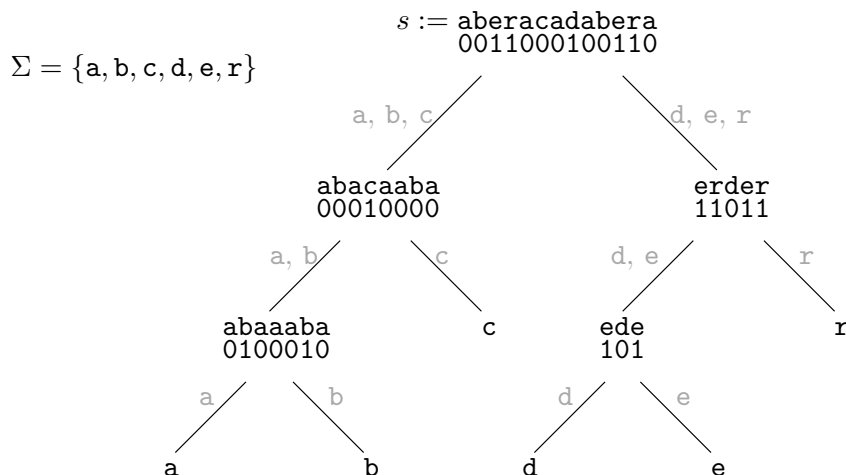 s := aberacadabera
0011000100110
Σ = {a, b, c, d, e, r}
a, b, c
d, e, r
abacaaba
00010000
erder
11011
a, b
c
d, e
r
abaaaba
0100010
c
ede
101
r
a
b
d
e
a
b
d
e